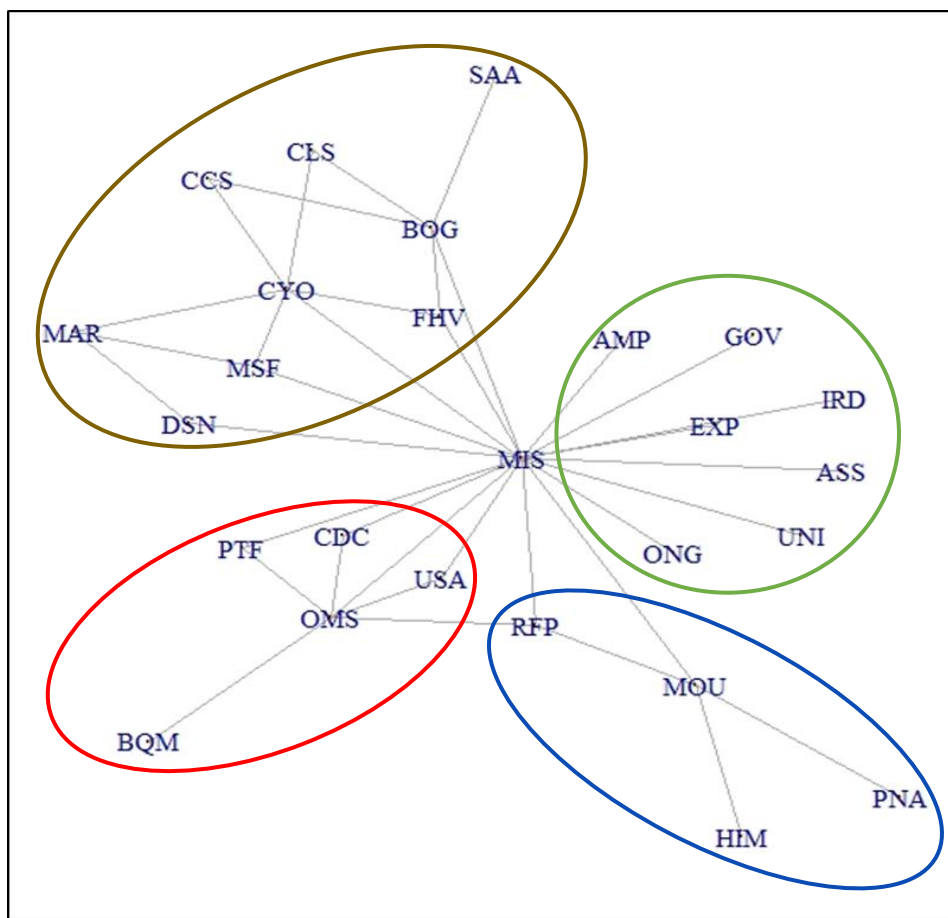 SAA
CLS
CCS
BOG
CYO
FHV
MAR
MSF
DSN
AMP
GOV
IRD
EXP
MIS
ASS
UNI
ONG
PTF
CDC
USA
OMS
RFP
MOU
BQM
PNA
HIM